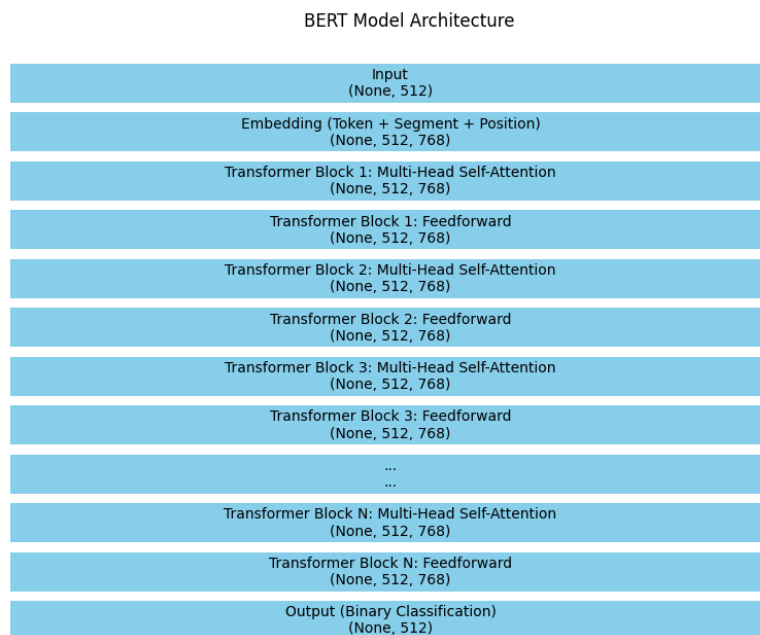 BERT Model Architecture
Input
(None, 512)
Embedding (Token + Segment + Position)
(None, 512, 768)
Transformer Block 1: Multi-Head Self-Attention
(None, 512, 768)
Transformer Block 1: Feedforward
(None, 512, 768)
Transformer Block 2: Multi-Head Self-Attention
(None, 512, 768)
Transformer Block 2: Feedforward
(None, 512, 768)
Transformer Block 3: Multi-Head Self-Attention
(None, 512, 768)
Transformer Block 3: Feedforward
(None, 512, 768)
...
...
Transformer Block N: Multi-Head Self-Attention
(None, 512, 768)
Transformer Block N: Feedforward
(None, 512, 768)
Output (Binary Classification)
(None, 512)